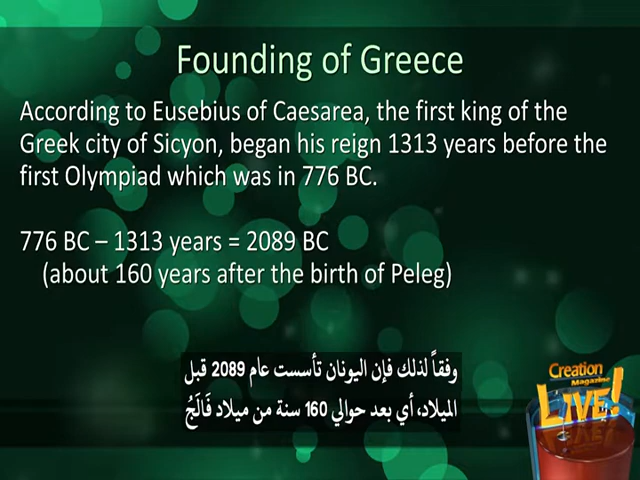 Founding of Greece
According to Eusebius of Caesarea, the first king of the
Greek city of Sicyon, began his reign 1313 years before the
first Olympiad which was in 776 BC.
776 BC – 1313 years = 2089 BC
(about 160 years after the birth of Peleg)
وفقاً لذلك فإن اليونان تأسست عام 2089 قبل
الميلاد، أي بعد حوالي 160 سنة من ميلاد فَالَجُ
Creation
Magazine
LIVE!